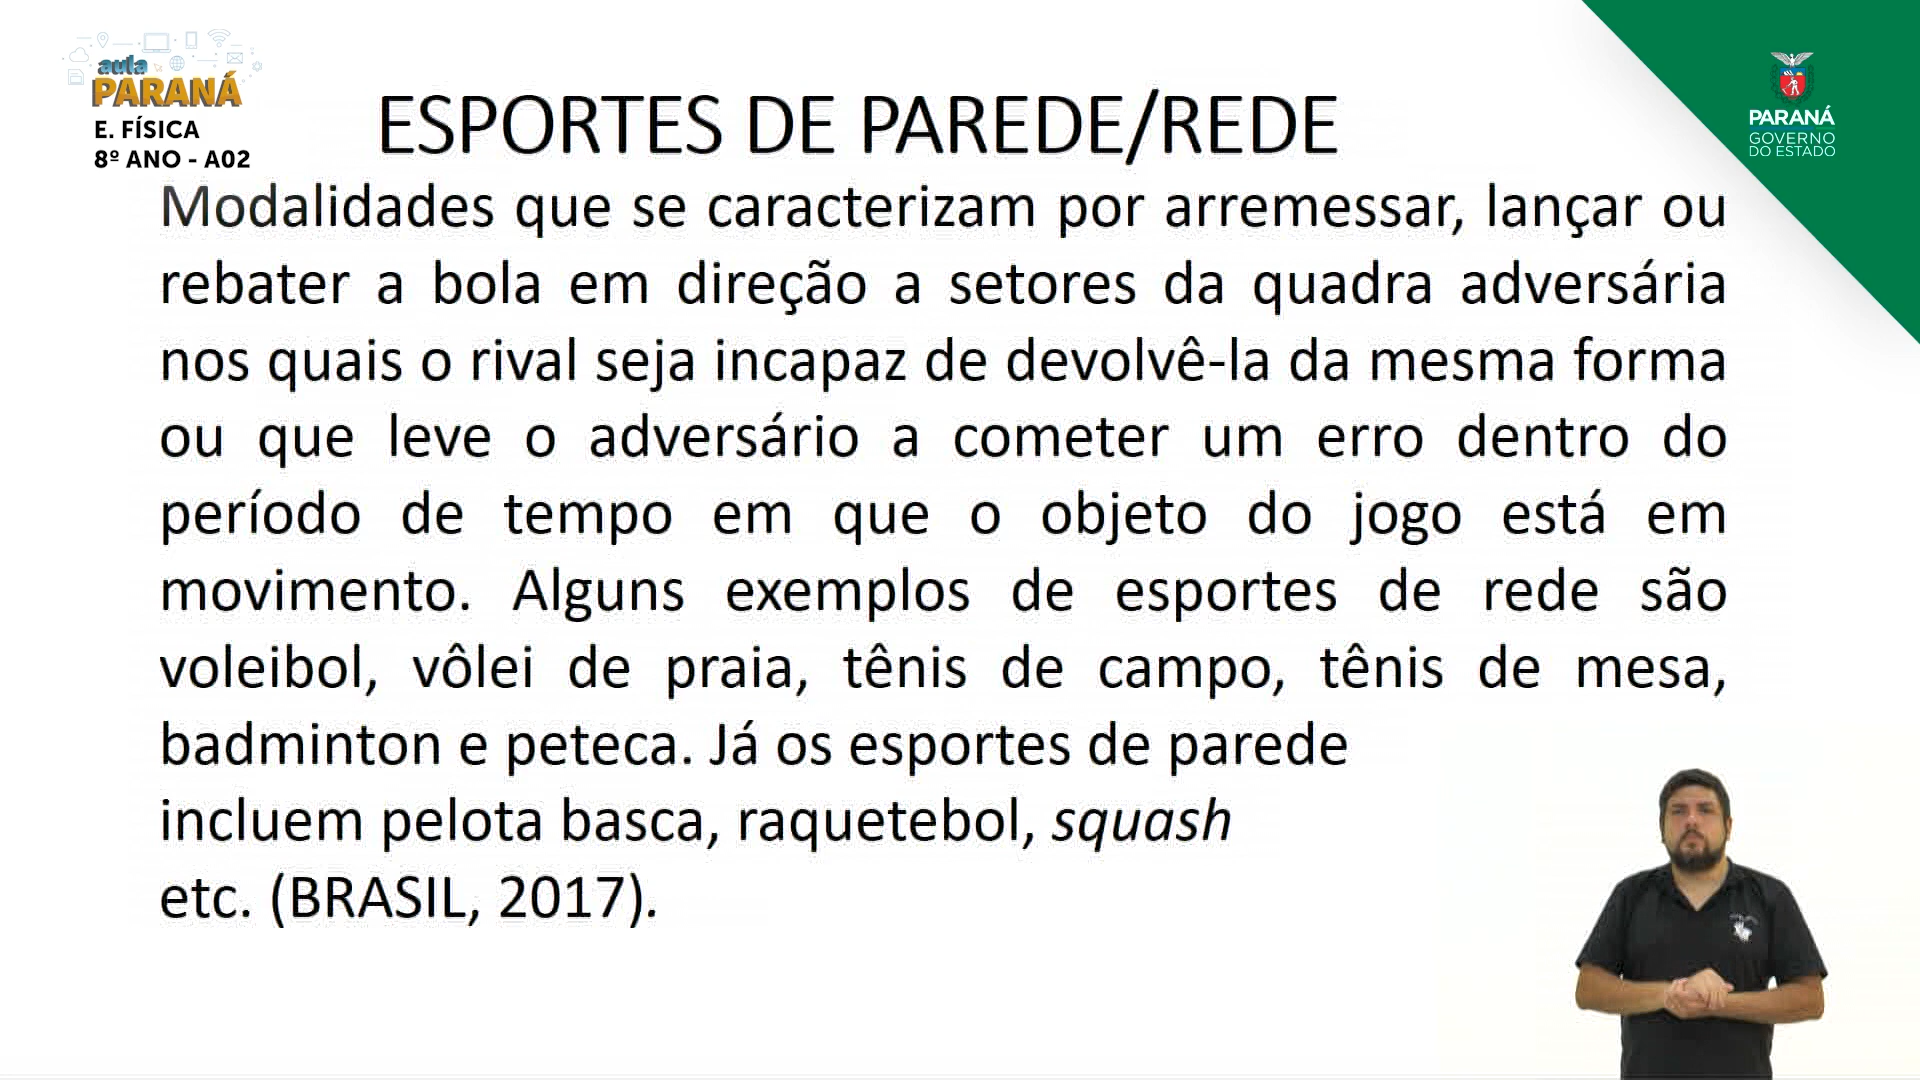 aula
PARANÁ
E. FÍSICA
8º ANO - A02
PARANÁ
GOVERNO
DO ESTADO
ESPORTES DE PAREDE/REDE
Modalidades que se caracterizam por arremessar, lançar ou
rebater a bola em direção a setores da quadra adversária
nos quais o rival seja incapaz de devolvê-la da mesma forma
ou que leve o adversário a cometer um erro dentro do
período de tempo em que o objeto do jogo está em
movimento. Alguns exemplos de esportes de rede são
voleibol, vôlei de praia, tênis de campo, tênis de mesa,
badminton e peteca. Já os esportes de parede
incluem pelota basca, raquetebol, squash
etc. (BRASIL, 2017).